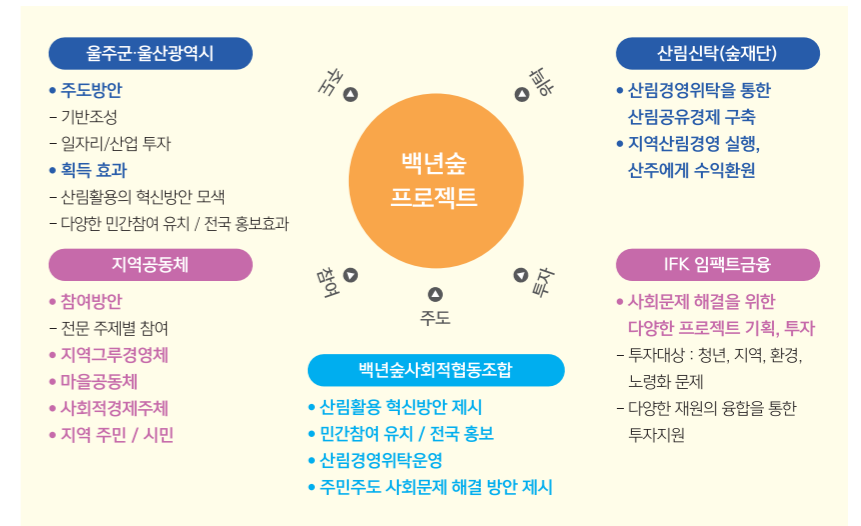 울주군·울산광역시
• 주도방안
– 기반조성
– 일자리/산업 투자
• 획득 효과
– 산림활용의 혁신방안 모색
– 다양한 민간참여 유치 / 전국 홍보효과
지역공동체
• 참여방안
– 전문 주제별 참여
• 지역그루경영체
• 마을공동체
• 사회적경제주체
• 지역 주민 / 시민
주도
협력
백년숲
프로젝트
참여
투자
주도
백년숲사회적협동조합
• 산림활용 혁신방안 제시
• 민간참여 유치 / 전국 홍보
• 산림경영위탁운영
• 주민주도 사회문제 해결 방안 제시
산림신탁(숲재단)
• 산림경영위탁을 통한
산림공유경제 구축
• 지역산림경영 실행,
산주에게 수익환원
IFK 임팩트금융
• 사회문제 해결을 위한
다양한 프로젝트 기획, 투자
– 투자대상 : 청년, 지역, 환경,
노령화 문제
– 다양한 재원의 융합을 통한
투자지원